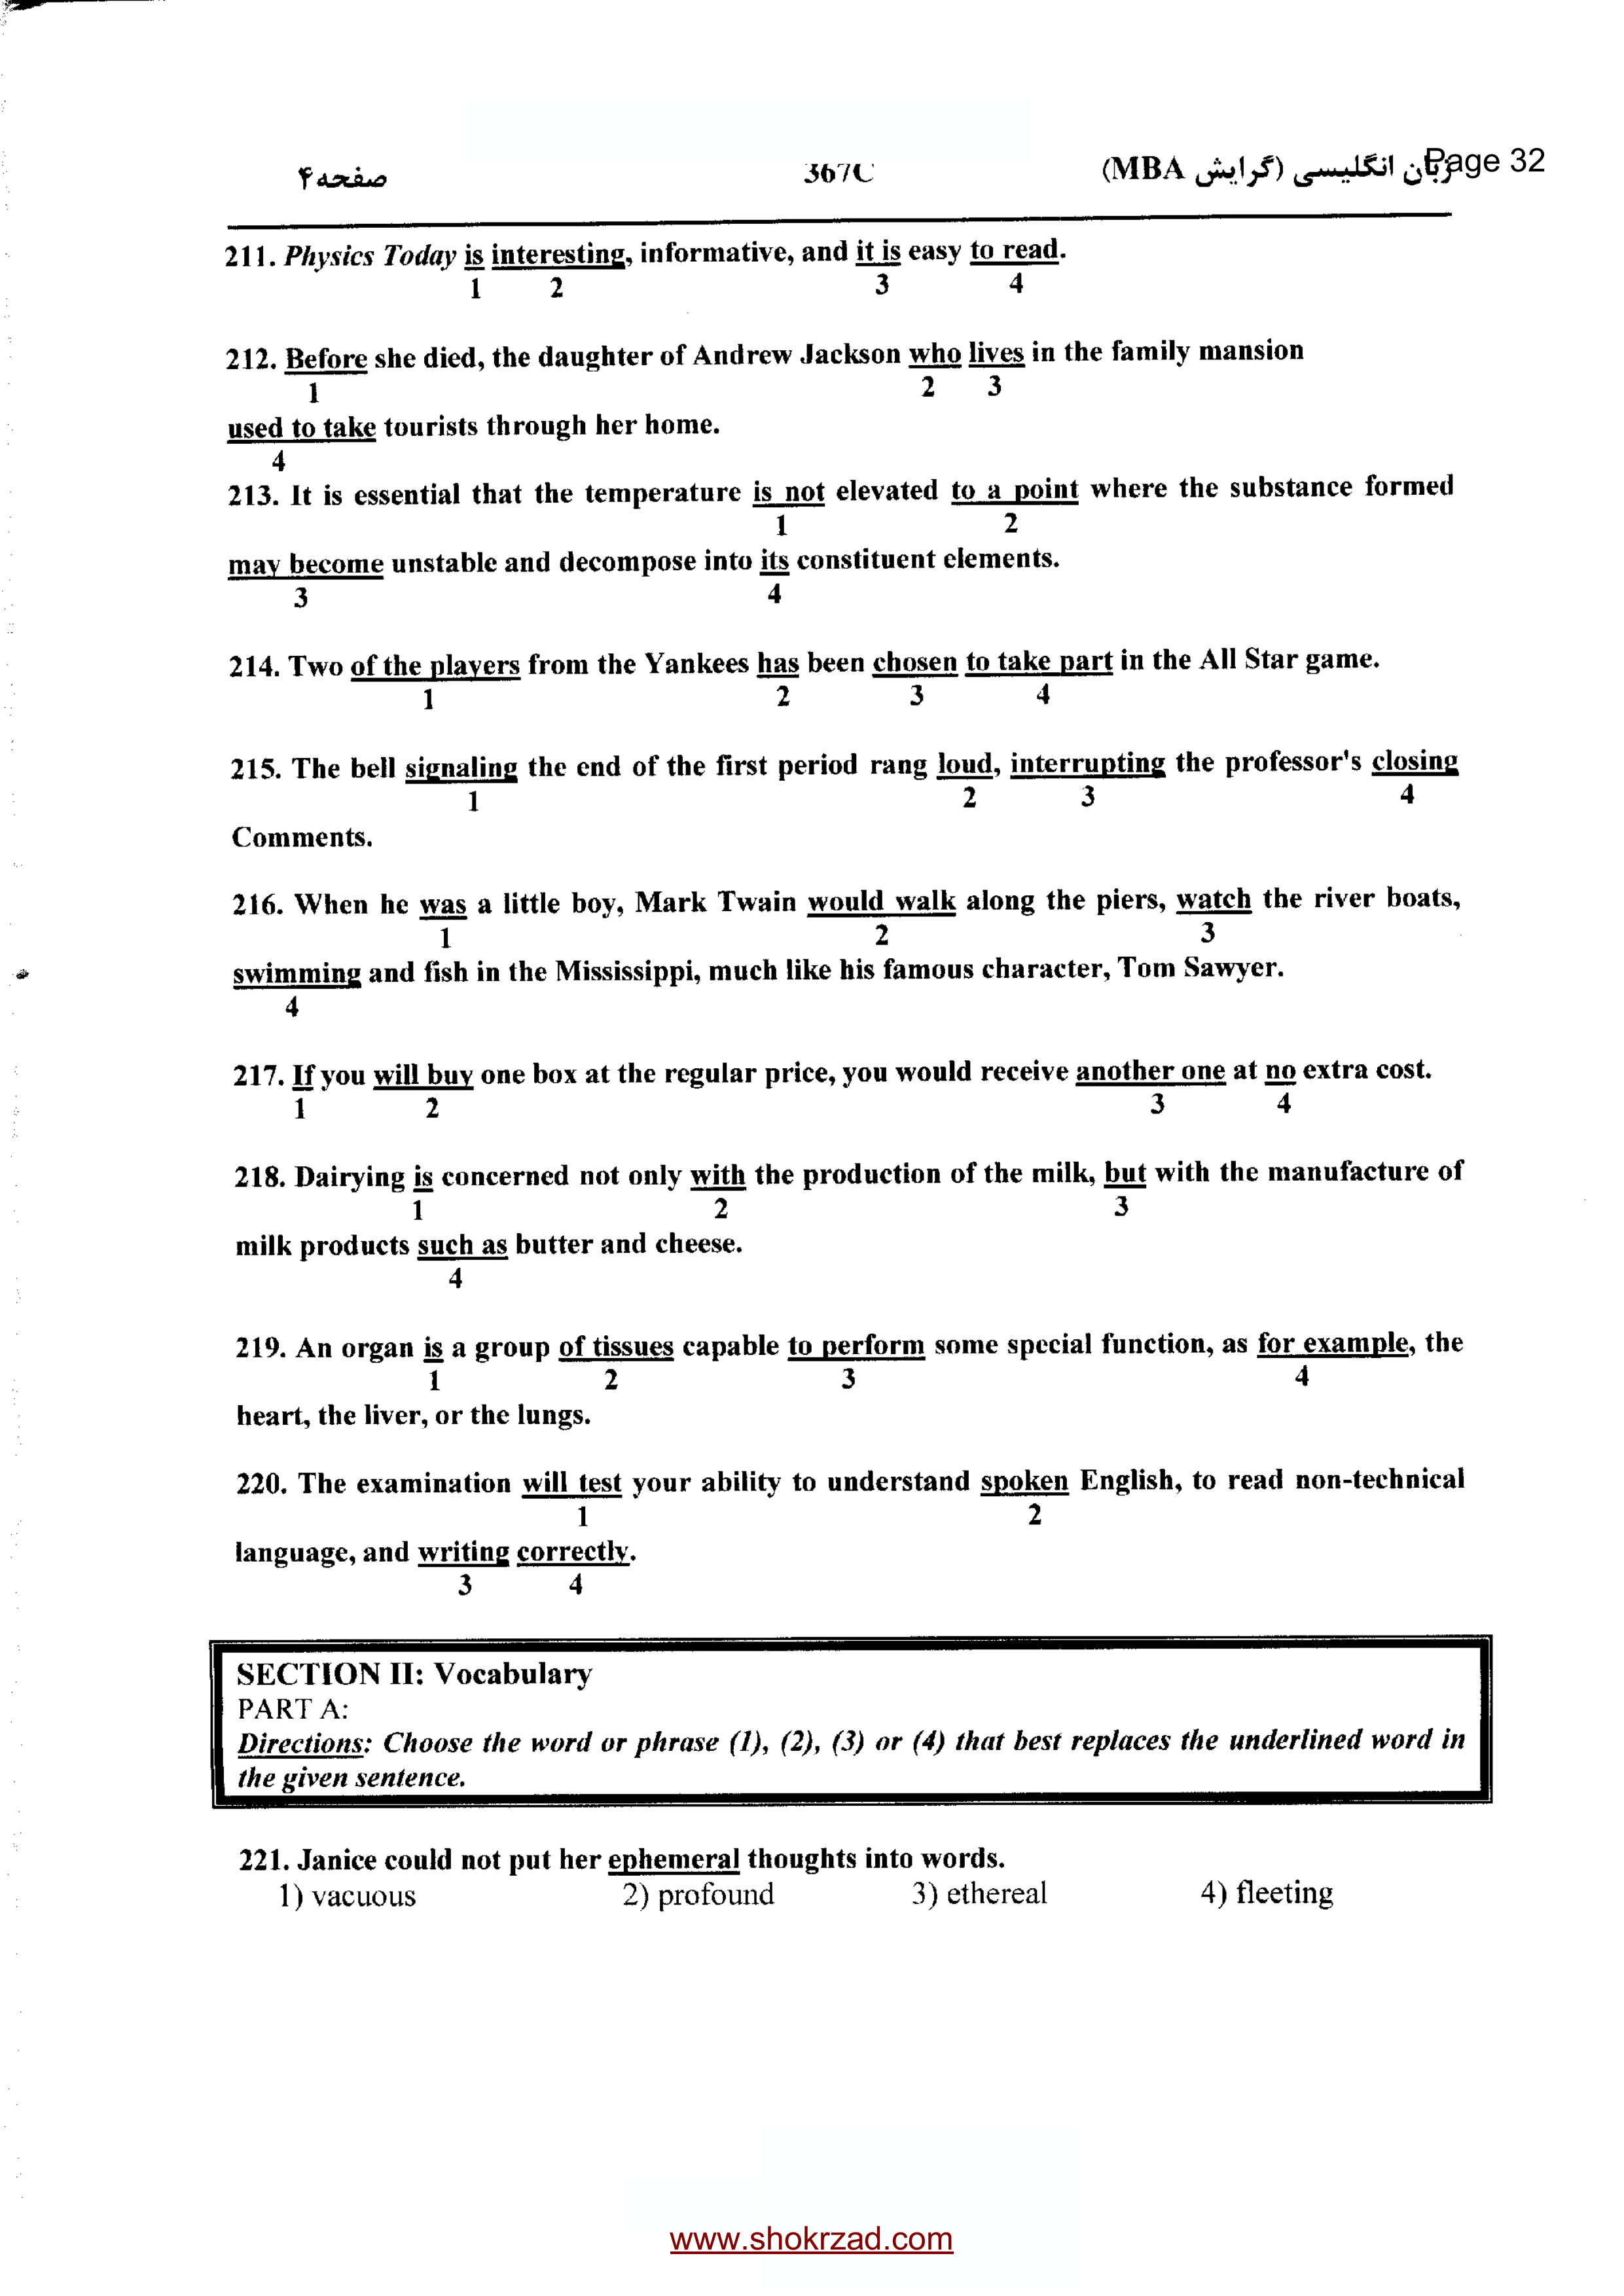 صفحه۴ 367C زبان انگلیسی (گرایش MBA) Page 32
211. Physics Today is interesting, informative, and it is easy to read.
1 2 3 4
212. Before she died, the daughter of Andrew Jackson who lives in the family mansion
1 2 3
used to take tourists through her home.
4
213. It is essential that the temperature is not elevated to a point where the substance formed
1 2
may become unstable and decompose into its constituent elements.
3 4
214. Two of the players from the Yankees has been chosen to take part in the All Star game.
1 2 3 4
215. The bell signaling the end of the first period rang loud, interrupting the professor's closing
1 2 3 4
Comments.
216. When he was a little boy, Mark Twain would walk along the piers, watch the river boats,
1 2 3
swimming and fish in the Mississippi, much like his famous character, Tom Sawyer.
4
217. If you will buy one box at the regular price, you would receive another one at no extra cost.
1 2 3 4
218. Dairying is concerned not only with the production of the milk, but with the manufacture of
1 2 3
milk products such as butter and cheese.
4
219. An organ is a group of tissues capable to perform some special function, as for example, the
1 2 3 4
heart, the liver, or the lungs.
220. The examination will test your ability to understand spoken English, to read non-technical
1 2
language, and writing correctly.
3 4
SECTION II: Vocabulary
PART A:
Directions: Choose the word or phrase (1), (2), (3) or (4) that best replaces the underlined word in
the given sentence.
221. Janice could not put her ephemeral thoughts into words.
1) vacuous 2) profound 3) ethereal 4) fleeting
www.shokrzad.com